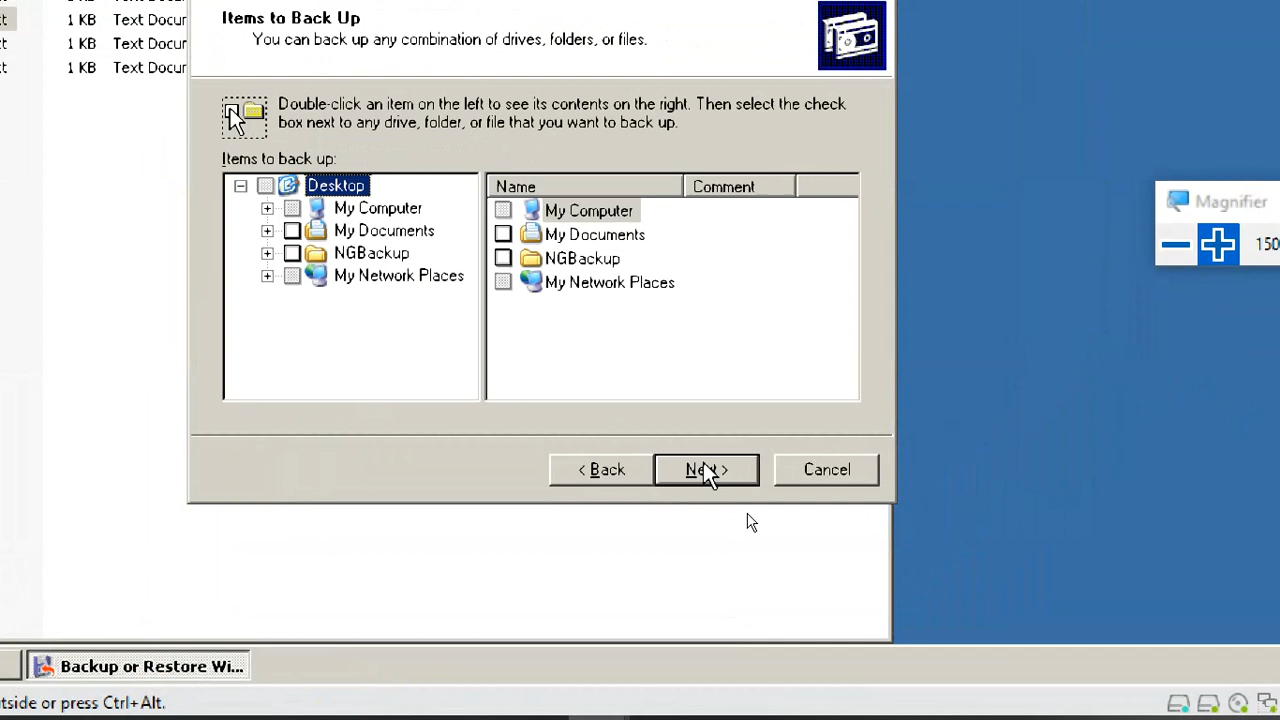 1 KB Text Docur
Items to Back Up
1 KB Text Docur
You can back up any combination of drives, folders, or files.
1 KB Text Docur
Double-click an item on the left to see its contents on the right. Then select the check
box next to any drive, folder, or file that you want to back up.
Items to back up:
Desktop
My Computer
My Documents
NGBackup
My Network Places
Name Comment
My Computer
My Documents
NGBackup
My Network Places
Magnifier
150
< Back
Next >
Cancel
Backup or Restore Wi...
utside or press Ctrl+Alt.